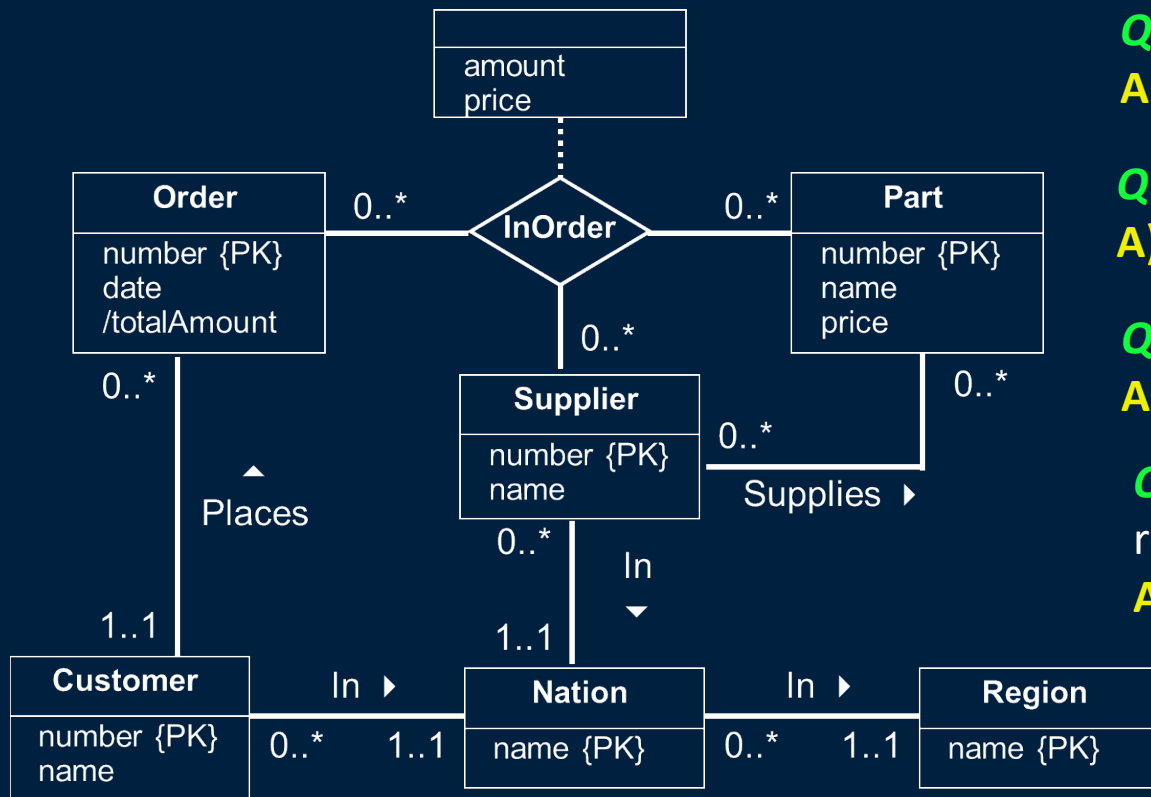 amount
price
Order
number {PK}
date
/totalAmount
0..*
InOrder
0..*
Part
number {PK}
name
price
0..*
Supplier
number {PK}
name
0..*
Supplies
0..*
0..*
Places
1..1
0..*
In
1..1
Customer
number {PK}
name
In
0..*
1..1
Nation
name {PK}
In
0..*
1..1
Region
name {PK}
Q
A
Q
A)
Q
A
r
A